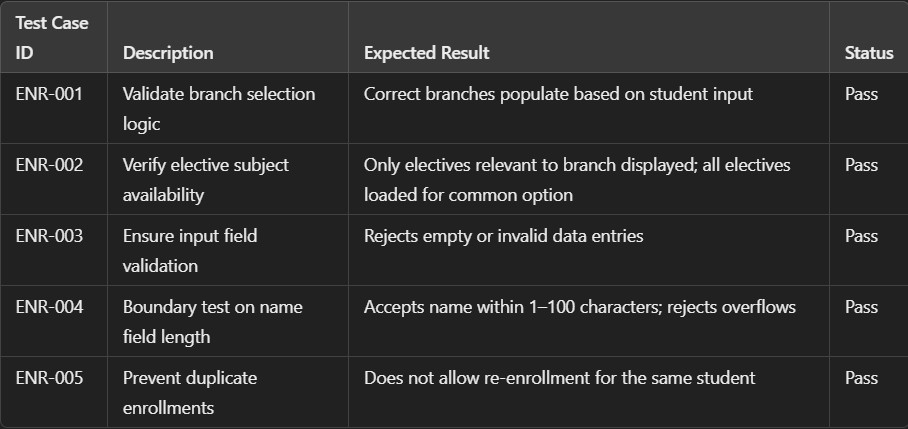 Test Case
ID
Description
Expected Result
Status
ENR-001
Validate branch selection
logic
Correct branches populate based on student input
Pass
ENR-002
Verify elective subject
availability
Only electives relevant to branch displayed; all electives
loaded for common option
Pass
ENR-003
Ensure input field
validation
Rejects empty or invalid data entries
Pass
ENR-004
Boundary test on name
field length
Accepts name within 1–100 characters; rejects overflows
Pass
ENR-005
Prevent duplicate
enrollments
Does not allow re-enrollment for the same student
Pass